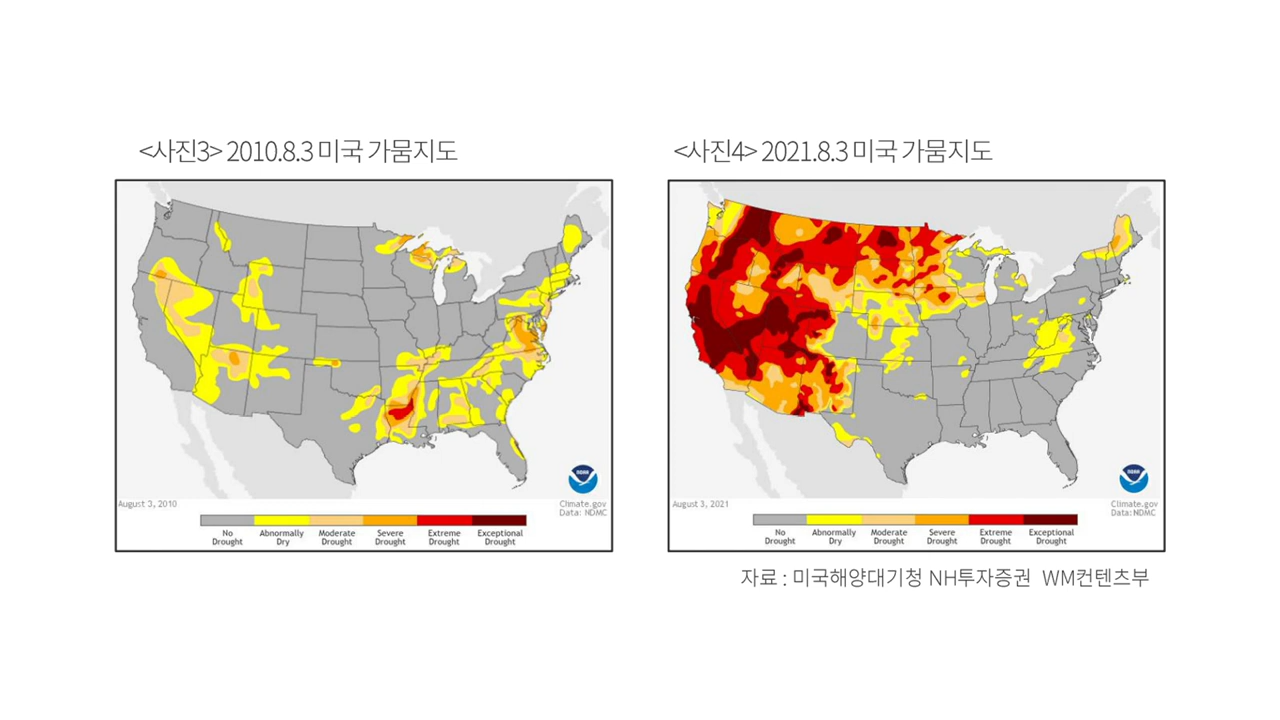 <사진3> 2010.8.3 미국 가뭄지도
<사진4> 2021.8.3 미국 가뭄지도
NOAA
August 3, 2010
Climate.gov
Data: NDMC
No Drought
Abnormally Dry
Moderate Drought
Severe Drought
Extreme Drought
Exceptional Drought
NOAA
August 3, 2021
Climate.gov
Data: NDMC
No Drought
Abnormally Dry
Moderate Drought
Severe Drought
Extreme Drought
Exceptional Drought
자료 : 미국해양대기청 NH투자증권 WM컨텐츠부